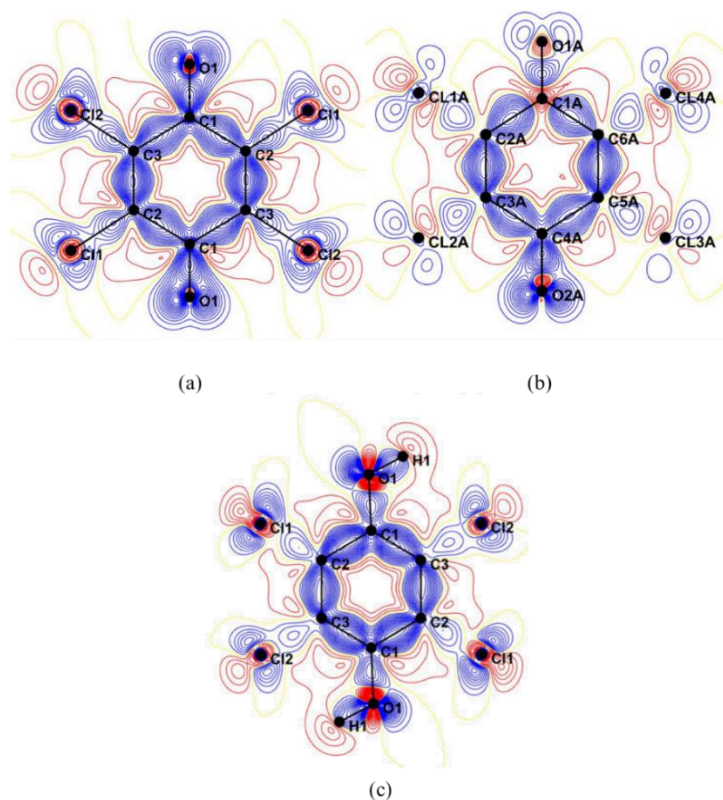 O1 O1A
Cl2 Cl1 CL1A CL4A
C1 C1A
C3 C2 C2A C6A
C2 C3 C3A C5A
Cl1 C1 Cl2 CL2A C4A CL3A
O1 O2A
(a) (b)
H1
O1
Cl1 Cl2
C1
C2 C3
C3 C2
Cl2 C1 Cl1
O1
H1
(c)